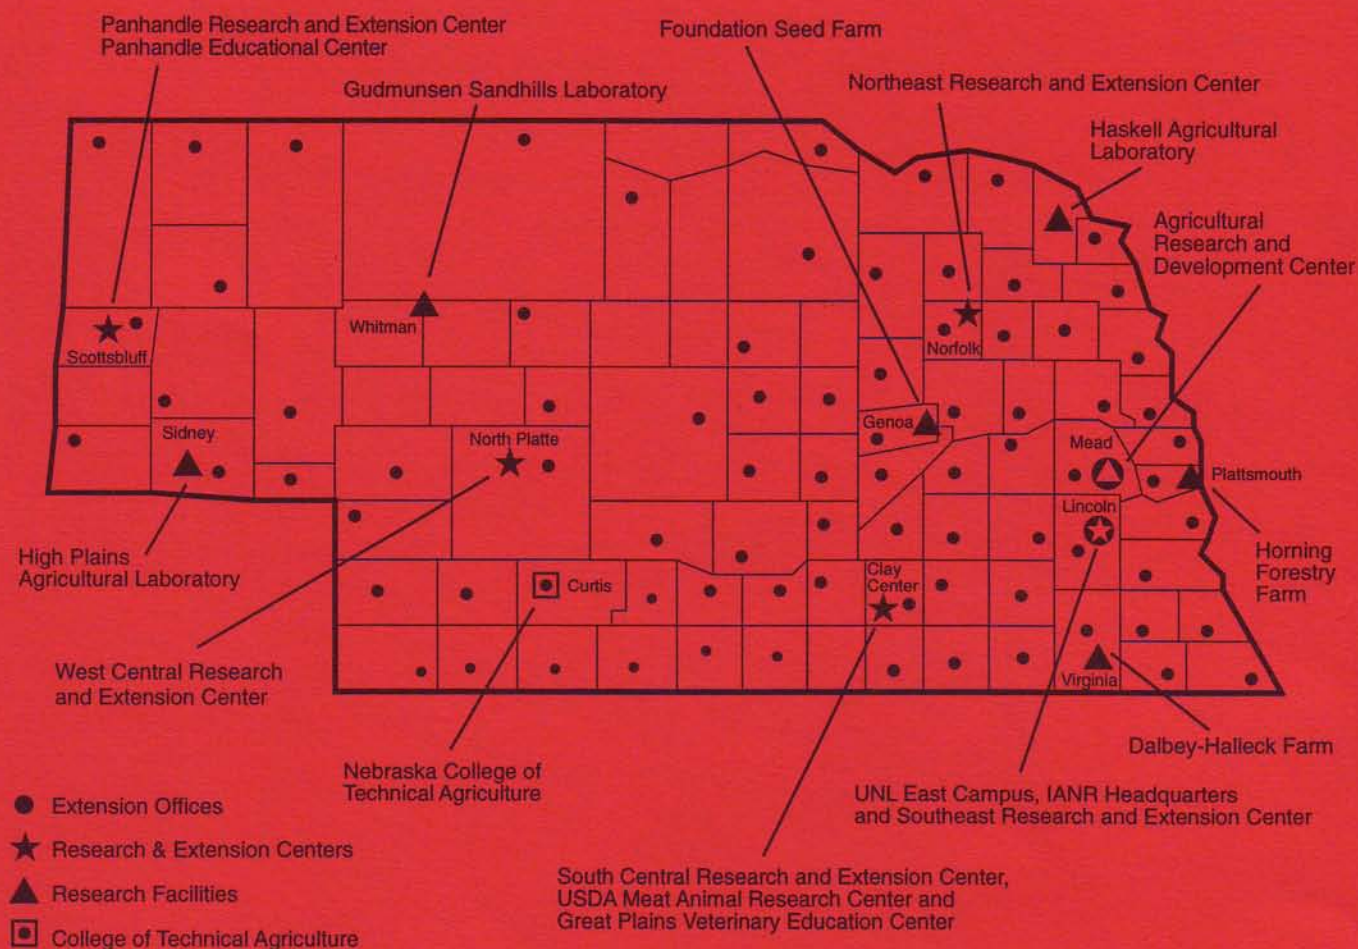 Panhandle Research and Extension Center
Panhandle Educational Center
Foundation Seed Farm
Gudmunsen Sandhills Laboratory
Northeast Research and Extension Center
Haskell Agricultural
Laboratory
Agricultural
Research and
Development Center
Whitman
Scottsbluff
Norfolk
Genoa
Sidney
North Platte
Mead
Plattsmouth
Lincoln
High Plains
Agricultural Laboratory
Horning
Forestry
Farm
Curtis
Clay
Center
West Central Research
and Extension Center
Virginia
Dalbey-Halleck Farm
Nebraska College of
Technical Agriculture
UNL East Campus, IANR Headquarters
and Southeast Research and Extension Center
South Central Research and Extension Center,
USDA Meat Animal Research Center and
Great Plains Veterinary Education Center
Extension Offices
Research & Extension Centers
Research Facilities
College of Technical Agriculture